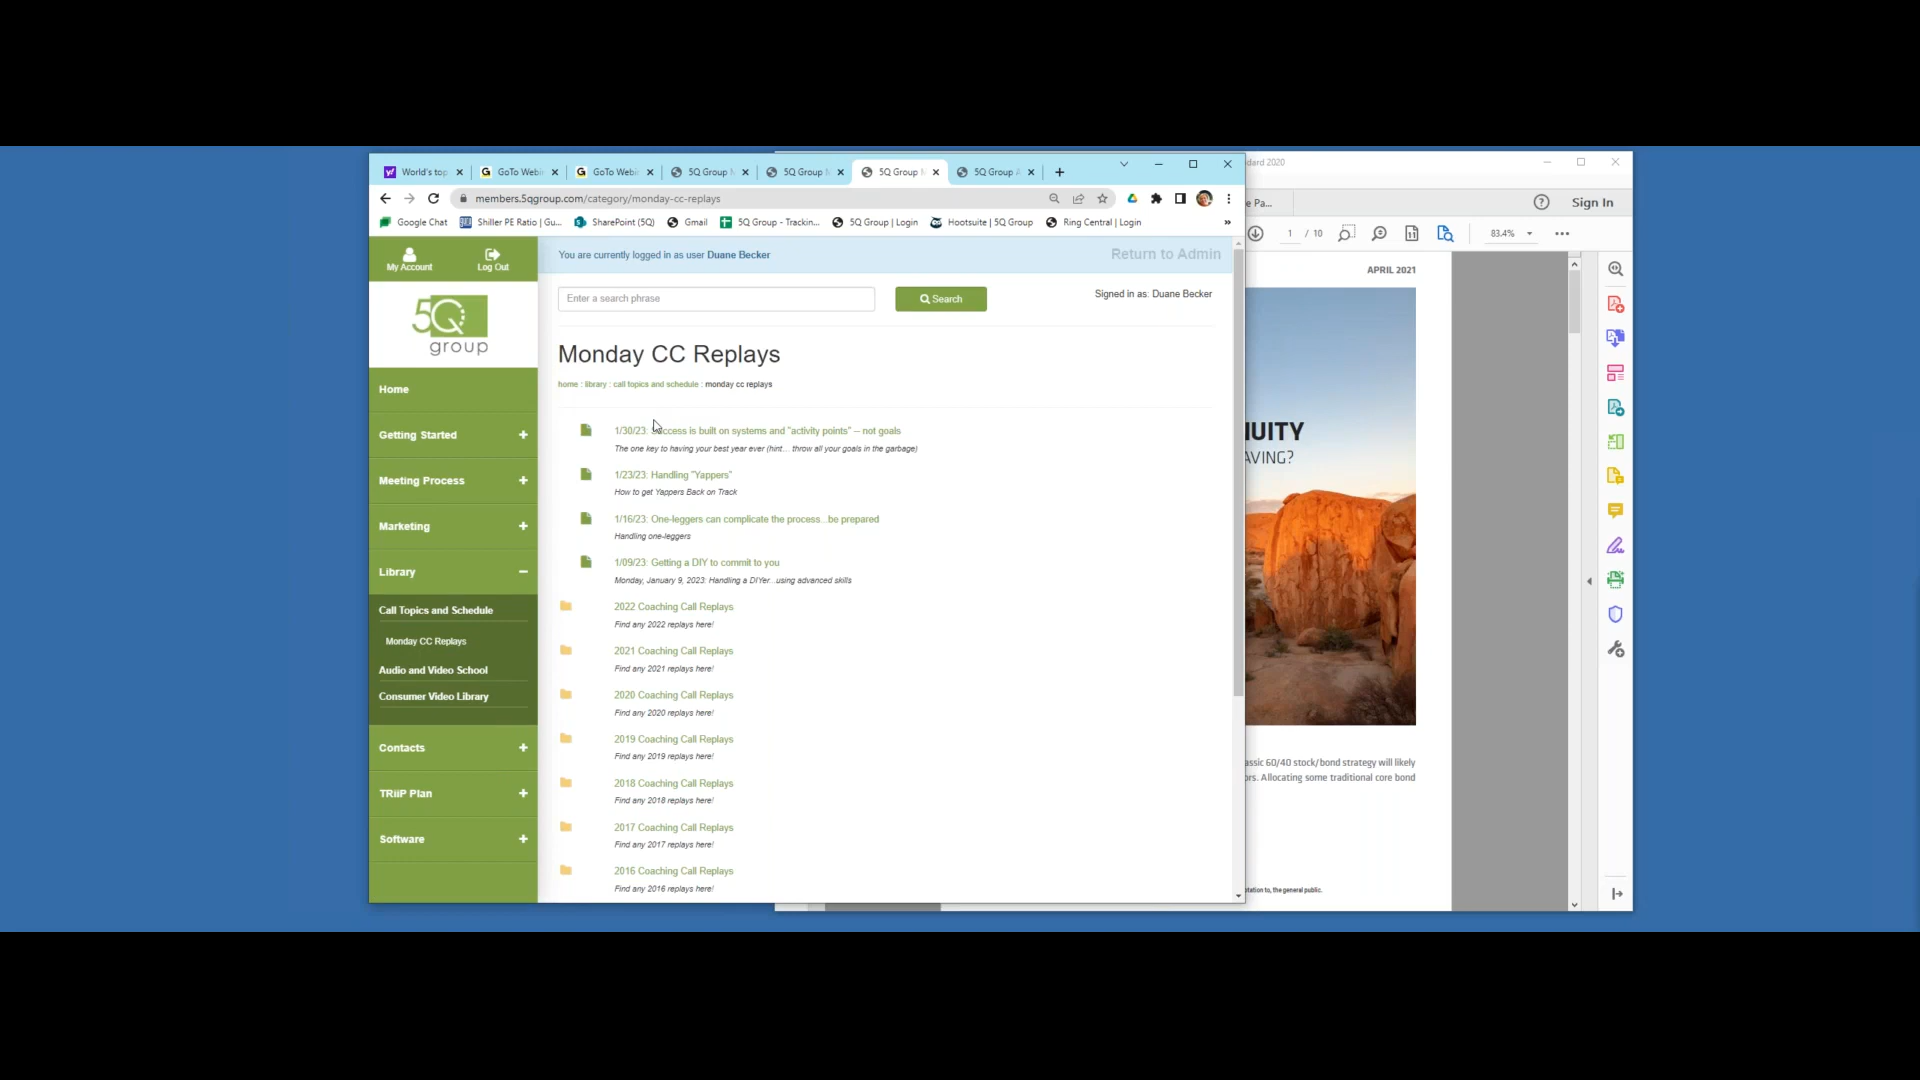 World's top
GoTo Webi
GoTo Webi
5Q Group
5Q Group
5Q Group
5Q Group
members.5qgroup.com/category/monday-cc-replays
Google Chat
Shiller PE Ratio | Gu...
SharePoint (5Q)
Gmail
5Q Group - Trackin...
5Q Group | Login
Hootsuite | 5Q Group
Ring Central | Login
»
My Account
Log Out
5Q
group
Home
Getting Started +
Meeting Process +
Marketing +
Library −
Call Topics and Schedule
Monday CC Replays
Audio and Video School
Consumer Video Library
Contacts +
TRiiP Plan +
Software +
You are currently logged in as user Duane Becker
Return to Admin
Enter a search phrase
Search
Signed in as: Duane Becker
Monday CC Replays
home : library : call topics and schedule : monday cc replays
1/30/23: Success is built on systems and "activity points" -- not goals
The one key to having your best year ever (hint... throw all your goals in the garbage)
1/23/23: Handling "Yappers"
How to get Yappers Back on Track
1/16/23: One-leggers can complicate the process...be prepared
Handling one-leggers
1/09/23: Getting a DIY to commit to you
Monday, January 9, 2023: Handling a DIYer...using advanced skills
2022 Coaching Call Replays
Find any 2022 replays here!
2021 Coaching Call Replays
Find any 2021 replays here!
2020 Coaching Call Replays
Find any 2020 replays here!
2019 Coaching Call Replays
Find any 2019 replays here!
2018 Coaching Call Replays
Find any 2018 replays here!
2017 Coaching Call Replays
Find any 2017 replays here!
2016 Coaching Call Replays
Find any 2016 replays here!
dard 2020
e Pa...
Sign In
1 / 10
83.4%
APRIL 2021
NUITY
AVING?
assic 60/40 stock/bond strategy will likely
ors. Allocating some traditional core bond
tation to, the general public.